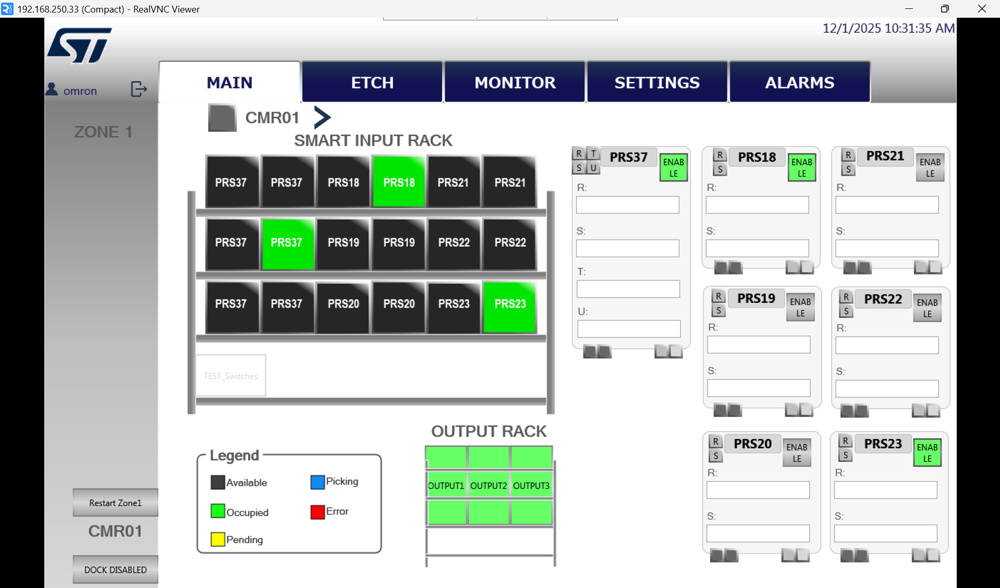 192.168.250.33 (Compact) - RealVNC Viewer
12/1/2025 10:31:35 AM
ST
omron
MAIN
ETCH
MONITOR
SETTINGS
ALARMS
ZONE 1
CMR01
SMART INPUT RACK
PRS37 PRS37 PRS18 PRS18 PRS21 PRS21
PRS37 PRS37 PRS19 PRS19 PRS22 PRS22
PRS37 PRS37 PRS20 PRS20 PRS23 PRS23
TEST_Switches
R T
S U
PRS37
ENAB
LE
R:
S:
T:
U:
R
S
PRS18
ENAB
LE
R:
S:
R
S
PRS21
ENAB
LE
R:
S:
R
S
PRS19
ENAB
LE
R:
S:
R
S
PRS22
ENAB
LE
R:
S:
R
S
PRS20
ENAB
LE
R:
S:
R
S
PRS23
ENAB
LE
R:
S:
OUTPUT RACK
OUTPUT1 OUTPUT2 OUTPUT3
Legend
Available
Picking
Occupied
Error
Pending
Restart Zone1
CMR01
DOCK DISABLED